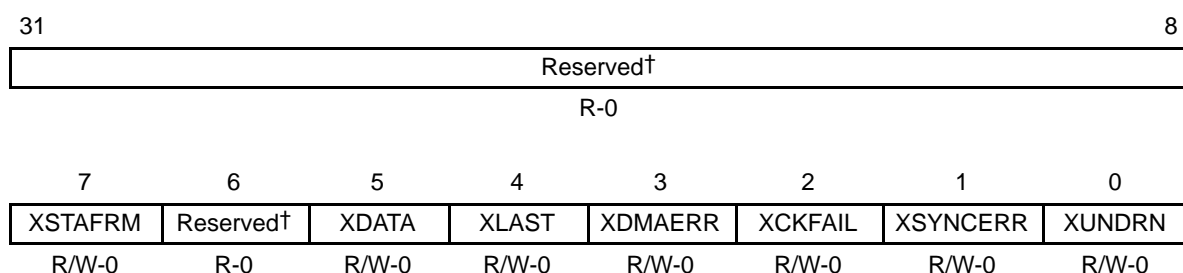 31 8
Reserved†
R-0
7 6 5 4 3 2 1 0
XSTAFRM Reserved† XDATA XLAST XDMAERR XCKFAIL XSYNCERR XUNDRN
R/W-0 R-0 R/W-0 R/W-0 R/W-0 R/W-0 R/W-0 R/W-0